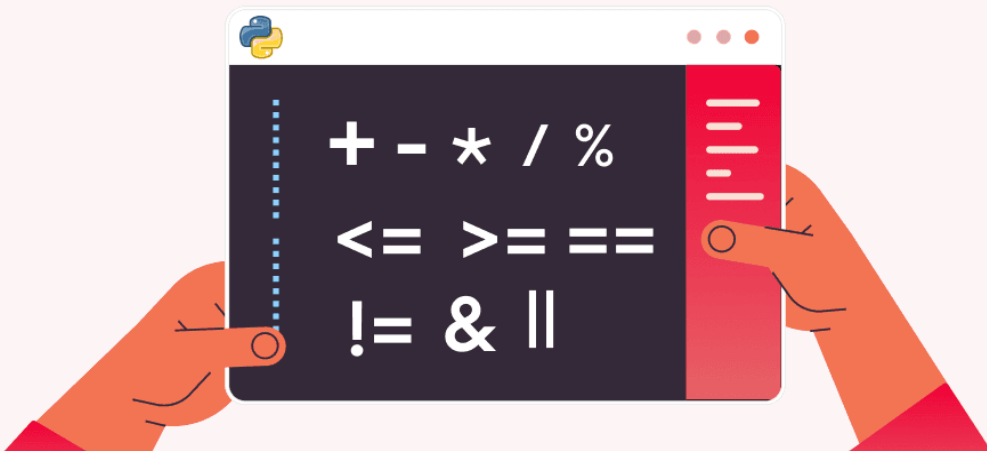 + - * / %
<= >= ==
!= & ||